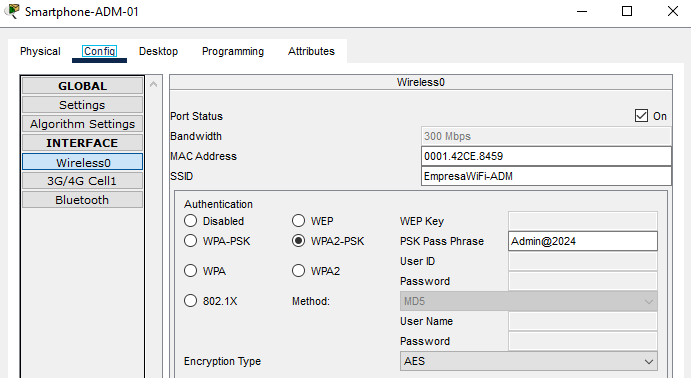 Smartphone-ADM-01
Physical Config Desktop Programming Attributes
GLOBAL
Settings
Algorithm Settings
INTERFACE
Wireless0
3G/4G Cell1
Bluetooth
Wireless0
Port Status On
Bandwidth 300 Mbps
MAC Address 0001.42CE.8459
SSID EmpresaWiFi-ADM
Authentication
Disabled WEP WEP Key
WPA-PSK WPA2-PSK PSK Pass Phrase Admin@2024
User ID
WPA WPA2 Password
802.1X Method: MD5
User Name
Password
Encryption Type AES